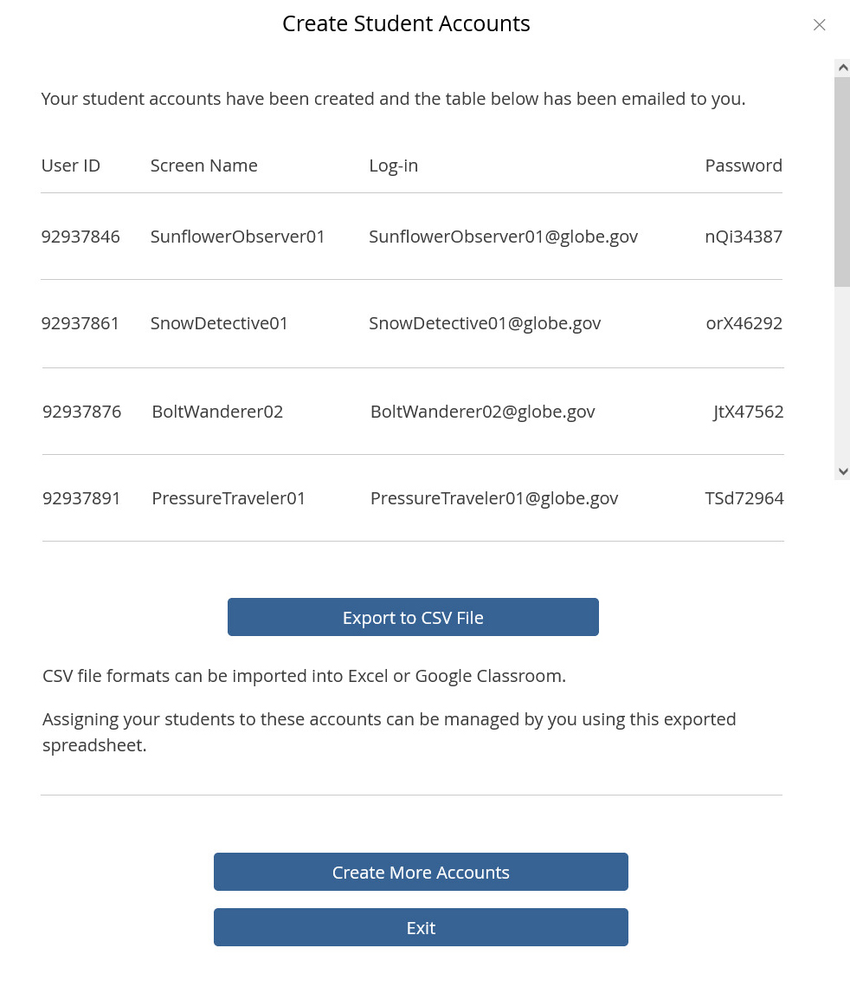 Create Student Accounts
Your student accounts have been created and the table below has been emailed to you.
User ID Screen Name Log-in Password
92937846 SunflowerObserver01 SunflowerObserver01@globe.gov nQi34387
92937861 SnowDetective01 SnowDetective01@globe.gov orX46292
92937876 BoltWanderer02 BoltWanderer02@globe.gov JtX47562
92937891 PressureTraveler01 PressureTraveler01@globe.gov TSd72964
Export to CSV File
CSV file formats can be imported into Excel or Google Classroom.
Assigning your students to these accounts can be managed by you using this exported
spreadsheet.
Create More Accounts
Exit